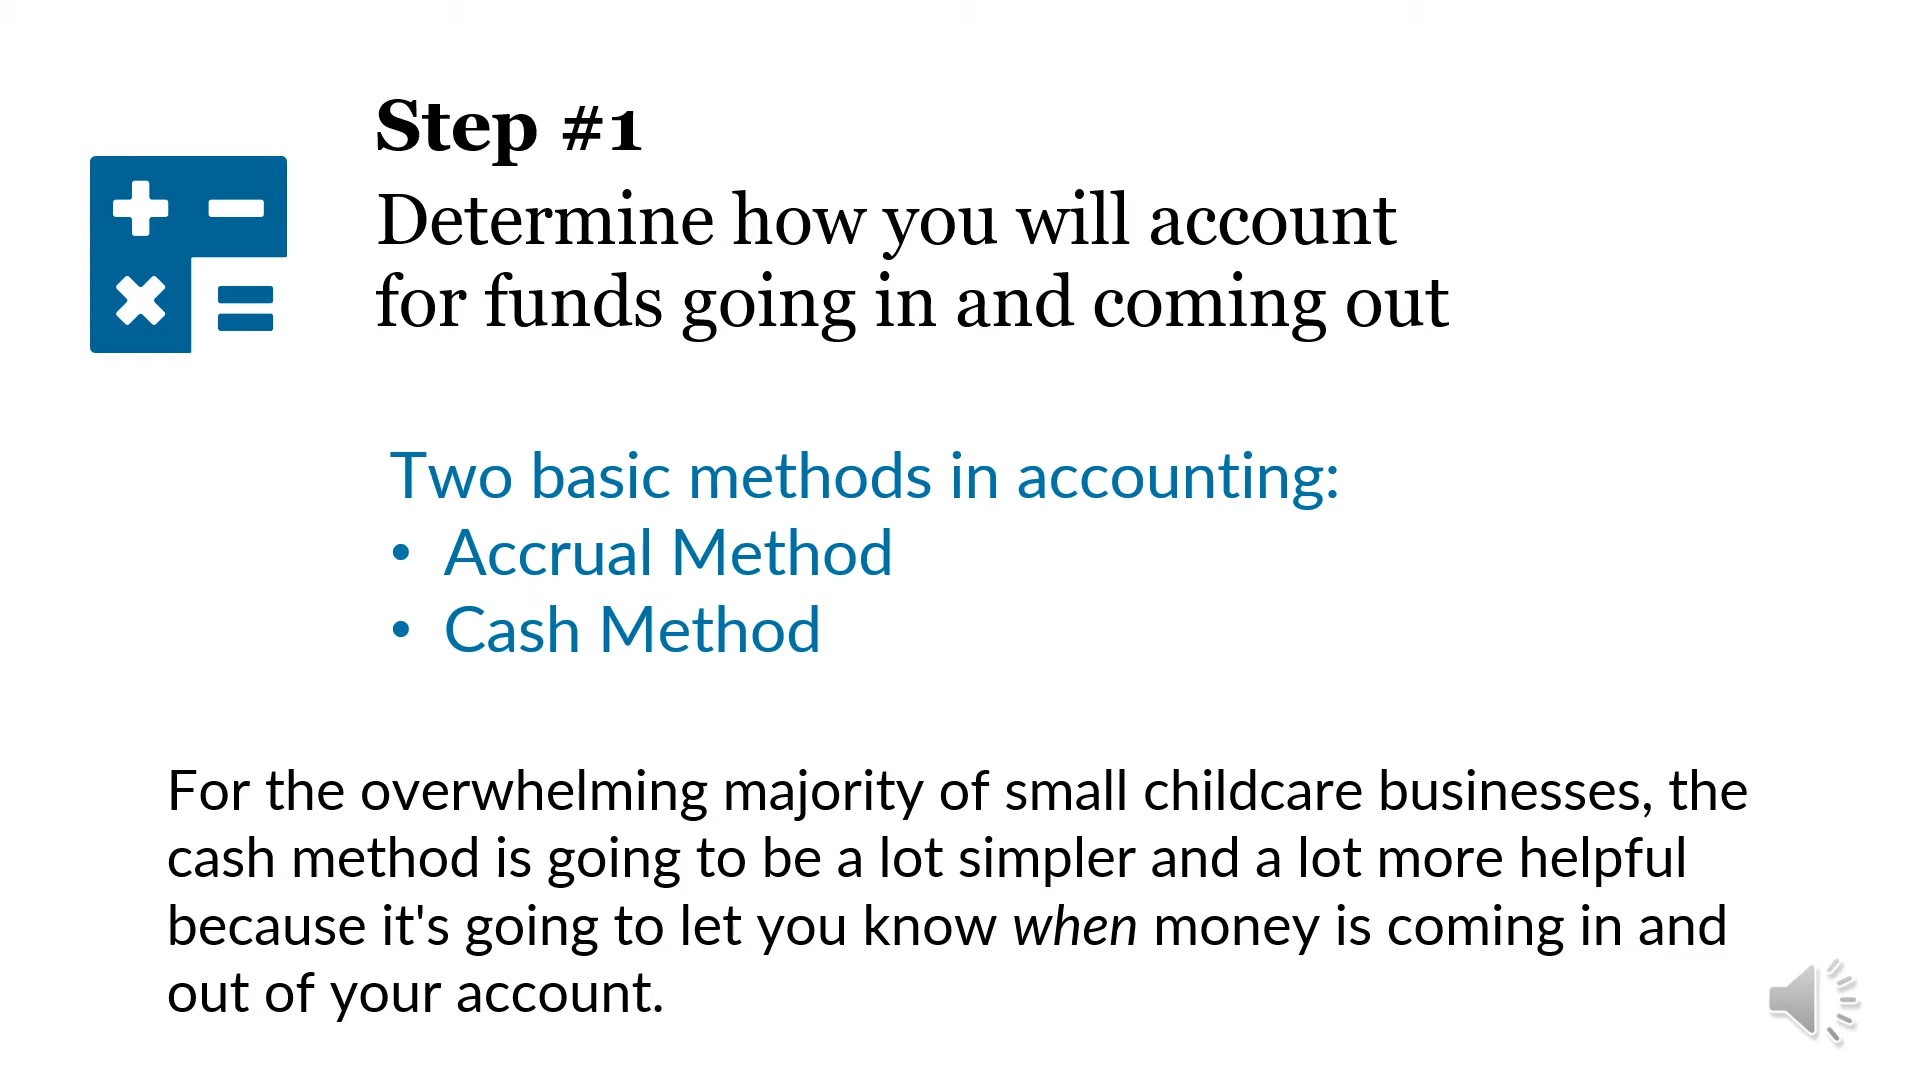 Step #1
Determine how you will account
for funds going in and coming out
Two basic methods in accounting:
• Accrual Method
• Cash Method
For the overwhelming majority of small childcare businesses, the
cash method is going to be a lot simpler and a lot more helpful
because it's going to let you know when money is coming in and
out of your account.